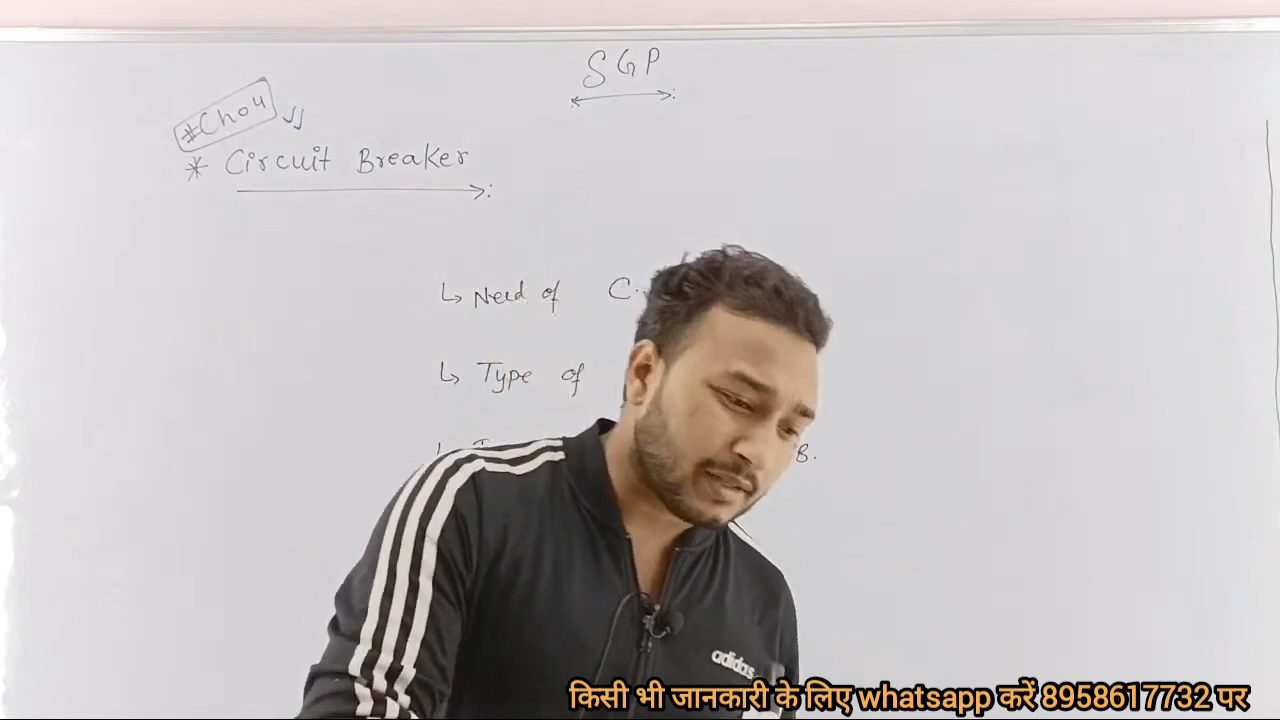 SGP
#Ch04
* Circuit Breaker
↳ Need of C.
↳ Type of
B.
adidas
किसी भी जानकारी के लिए whatsapp करें 8958617732 पर